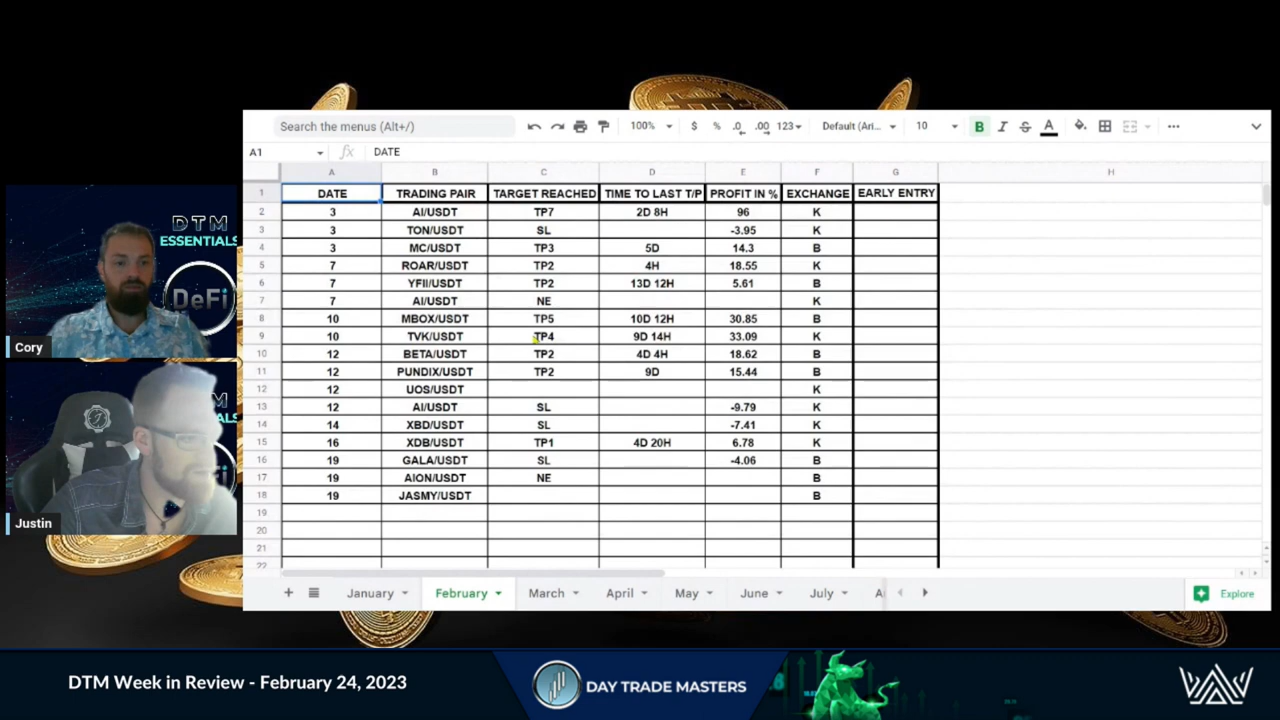 Search the menus (Alt+/)
100%
$ % .0 .00 123
Default (Ari...
10
B I S A
A1 fx DATE
A B C D E F G H
1 DATE TRADING PAIR TARGET REACHED TIME TO LAST T/P PROFIT IN % EXCHANGE EARLY ENTRY
2 3 AI/USDT TP7 2D 8H 96 K
3 3 TON/USDT SL -3.95 K
4 3 MC/USDT TP3 5D 14.3 B
5 7 ROAR/USDT TP2 4H 18.55 K
6 7 YFII/USDT TP2 13D 12H 5.61 B
7 7 AI/USDT NE K
8 10 MBOX/USDT TP5 10D 12H 30.85 B
9 10 TVK/USDT TP4 9D 14H 33.09 K
10 12 BETA/USDT TP2 4D 4H 18.62 B
11 12 PUNDIX/USDT TP2 9D 15.44 B
12 12 UOS/USDT K
13 12 AI/USDT SL -9.79 K
14 14 XBD/USDT SL -7.41 K
15 16 XDB/USDT TP1 4D 20H 6.78 K
16 19 GALA/USDT SL -4.06 B
17 19 AION/USDT NE B
18 19 JASMY/USDT B
19
20
21
22
January February March April May June July A
Explore
DTM
ESSENTIALS
DeFi
Cory
Justin
DTM Week in Review - February 24, 2023
DAY TRADE MASTERS